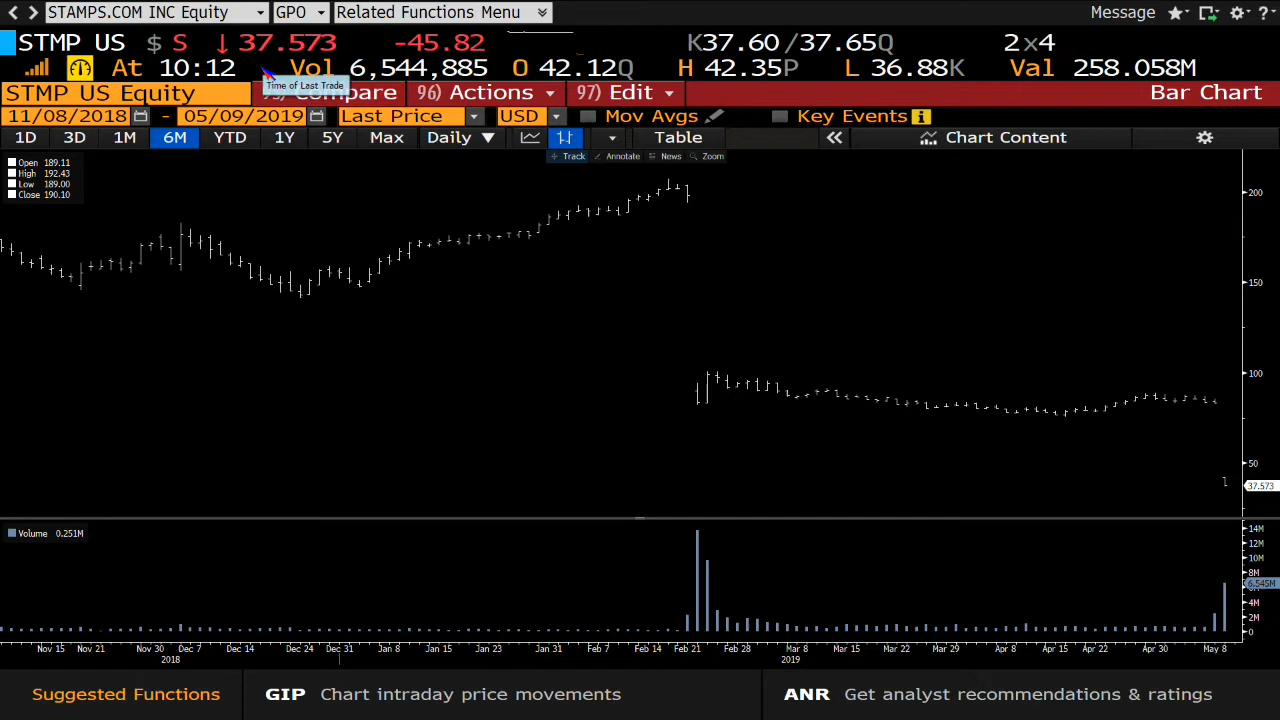 STAMPS.COM INC Equity GPO Related Functions Menu Message
STMP US $ S ↓ 37.573 -45.82 K37.60 /37.65Q 2x4
At 10:12 Vol 6,544,885 O 42.12Q H 42.35P L 36.88K Val 258.058M
Time of Last Trade
STMP US Equity Compare 96) Actions 97) Edit Bar Chart
11/08/2018 - 05/09/2019 Last Price USD Mov Avgs Key Events
1D 3D 1M 6M YTD 1Y 5Y Max Daily ▼ Table Chart Content
Track Annotate News Zoom
Open 189.11
High 192.43
Low 189.00
Close 190.10
200
150
100
50
37.573
Volume 0.251M
14M
12M
10M
8M
6.545M
4M
2M
0
Nov 15 Nov 21 Nov 30 Dec 7 Dec 14 Dec 24 Dec 31 Jan 8 Jan 15 Jan 23 Jan 31 Feb 7 Feb 14 Feb 21 Feb 28 Mar 8 Mar 15 Mar 22 Mar 29 Apr 8 Apr 15 Apr 22 Apr 30 May 8
2018 2019
Suggested Functions GIP Chart intraday price movements ANR Get analyst recommendations & ratings